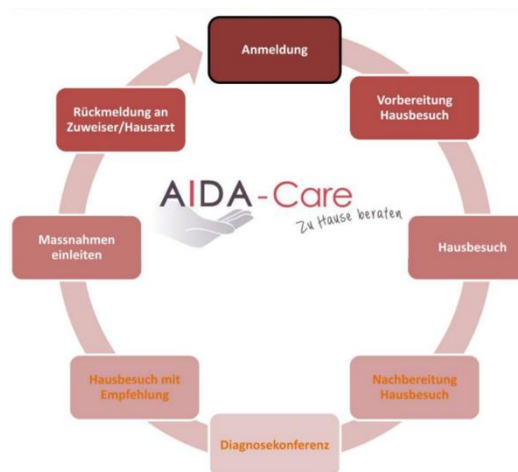 Anmeldung
Vorbereitung
Hausbesuch
Hausbesuch
Nachbereitung
Hausbesuch
Diagnosekonferenz
Hausbesuch mit
Empfehlung
Massnahmen
einleiten
Rückmeldung an
Zuweiser/Hausarzt
AIDA-Care
Zu Hause beraten